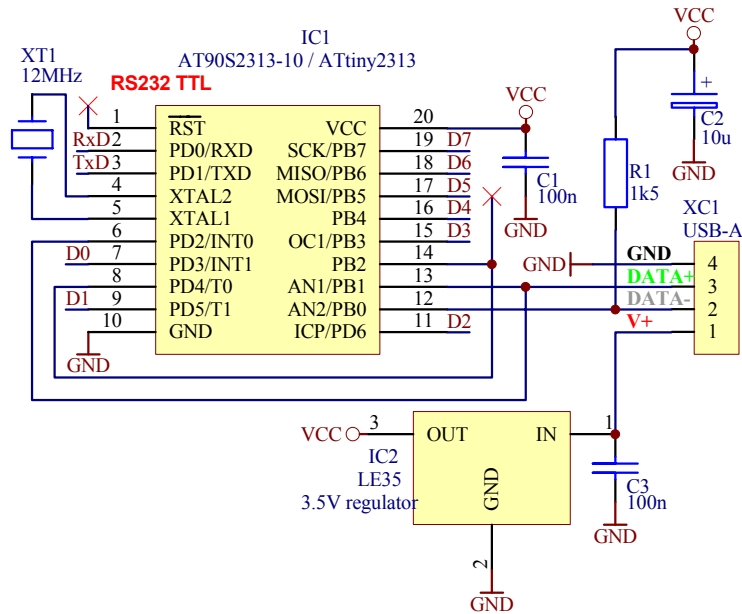 IC1
AT90S2313-10 / ATtiny2313
XT1
12MHz
RS232 TTL
VCC
+
C2
10u
GND
1 RST VCC 20
VCC
RxD 2 PD0/RXD SCK/PB7 19 D7
TxD 3 PD1/TXD MISO/PB6 18 D6
4 XTAL2 MOSI/PB5 17 D5
5 XTAL1 PB4 16 D4
6 PD2/INT0 OC1/PB3 15 D3
D0 7 PD3/INT1 PB2 14
8 PD4/T0 AN1/PB1 13
D1 9 PD5/T1 AN2/PB0 12
10 GND ICP/PD6 11 D2
GND
C1
100n
GND
R1
1k5
XC1
USB-A
GND GND 4
DATA+ 3
DATA- 2
V+ 1
VCC 3 OUT IN 1
GND
2
GND
IC2
LE35
3.5V regulator
C3
100n
GND